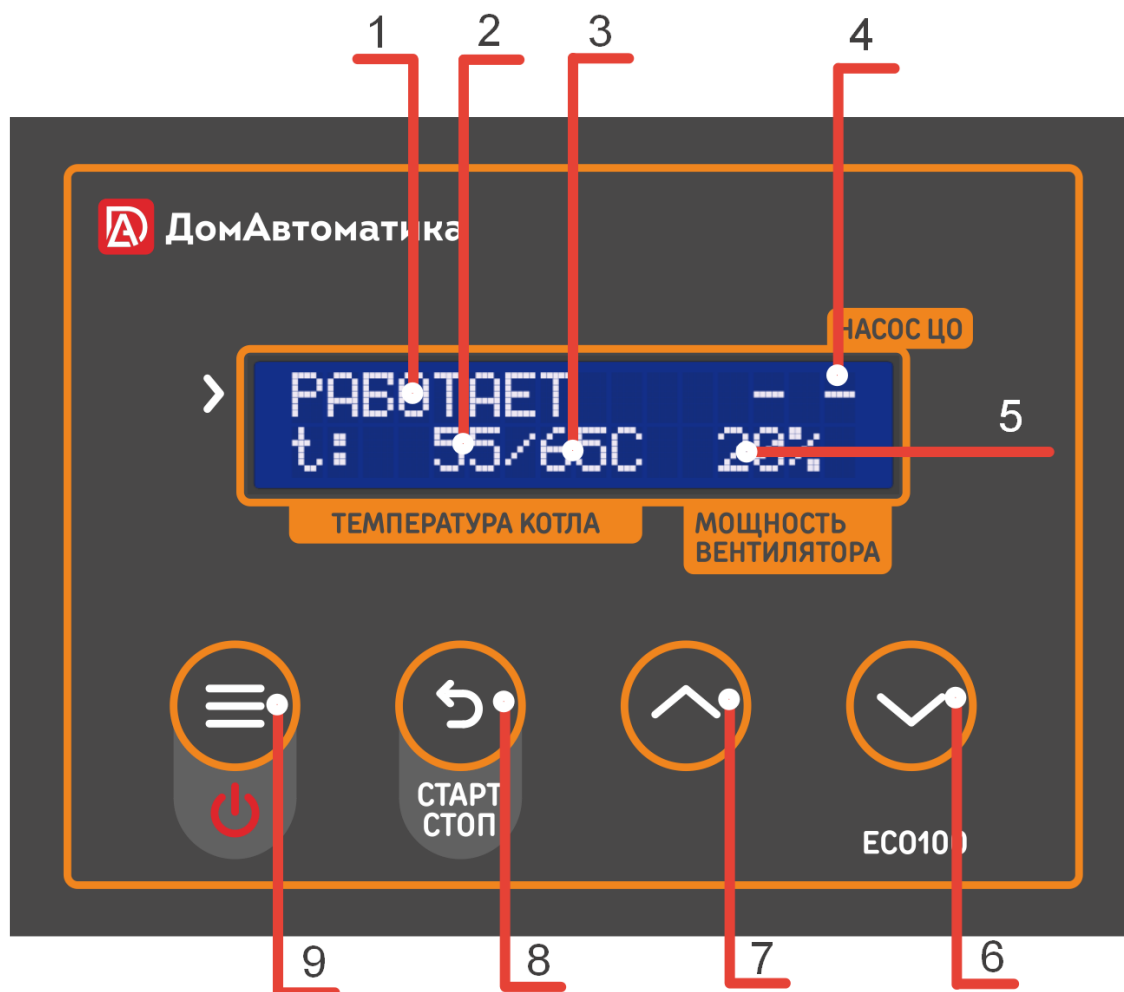 1 2 3 4
ДомАвтоматика
НАСОС ЦО
РАБОТАЕТ – –
t: 55/65C 20%
5
ТЕМПЕРАТУРА КОТЛА
МОЩНОСТЬ
ВЕНТИЛЯТОРА
СТАРТ
СТОП
ECO100
9 8 7 6